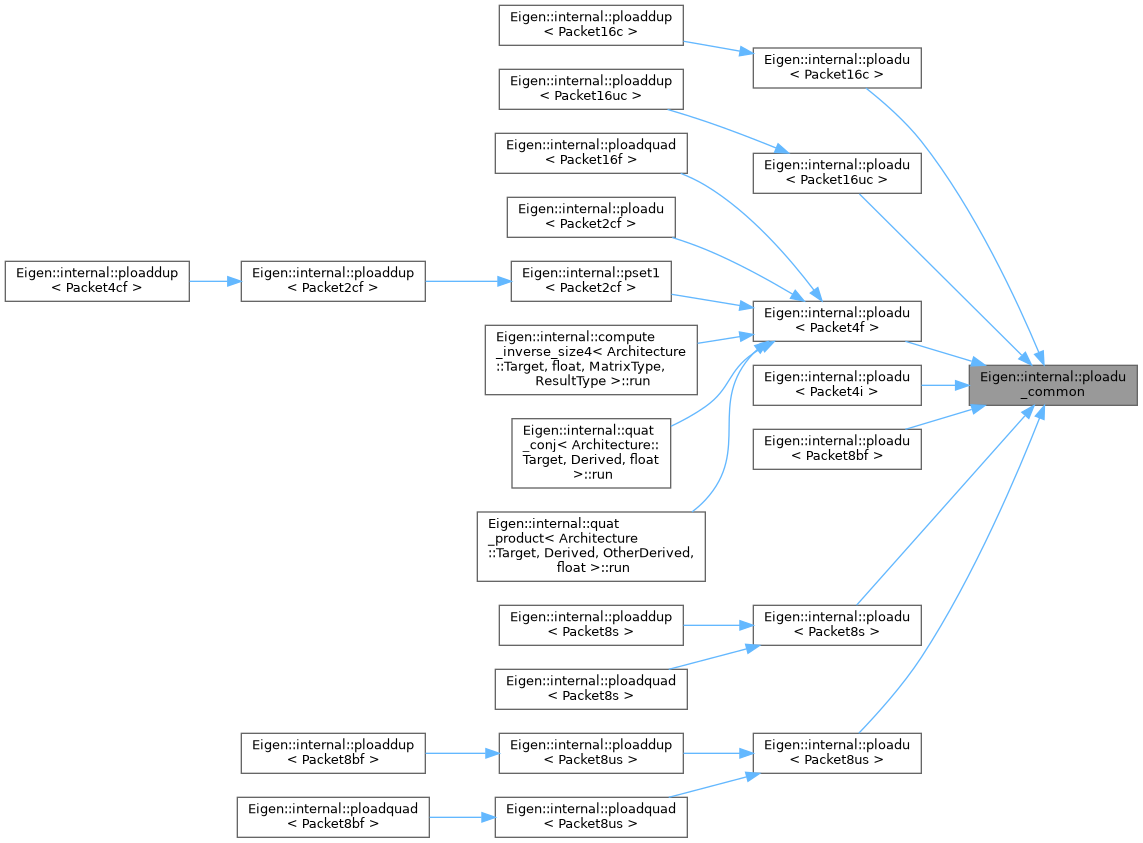 Eigen::internal::ploaddup
< Packet16c >
Eigen::internal::ploadu
< Packet16c >
Eigen::internal::ploaddup
< Packet16uc >
Eigen::internal::ploadquad
< Packet16f >
Eigen::internal::ploadu
< Packet16uc >
Eigen::internal::ploadu
< Packet2cf >
Eigen::internal::ploaddup
< Packet4cf >
Eigen::internal::ploaddup
< Packet2cf >
Eigen::internal::pset1
< Packet2cf >
Eigen::internal::ploadu
< Packet4f >
Eigen::internal::compute
_inverse_size4< Architecture
::Target, float, MatrixType,
ResultType >::run
Eigen::internal::ploadu
< Packet4i >
Eigen::internal::ploadu
_common
Eigen::internal::quat
_conj< Architecture::
Target, Derived, float
>::run
Eigen::internal::ploadu
< Packet8bf >
Eigen::internal::quat
_product< Architecture
::Target, Derived, OtherDerived,
float >::run
Eigen::internal::ploaddup
< Packet8s >
Eigen::internal::ploadu
< Packet8s >
Eigen::internal::ploadquad
< Packet8s >
Eigen::internal::ploaddup
< Packet8bf >
Eigen::internal::ploaddup
< Packet8us >
Eigen::internal::ploadu
< Packet8us >
Eigen::internal::ploadquad
< Packet8bf >
Eigen::internal::ploadquad
< Packet8us >